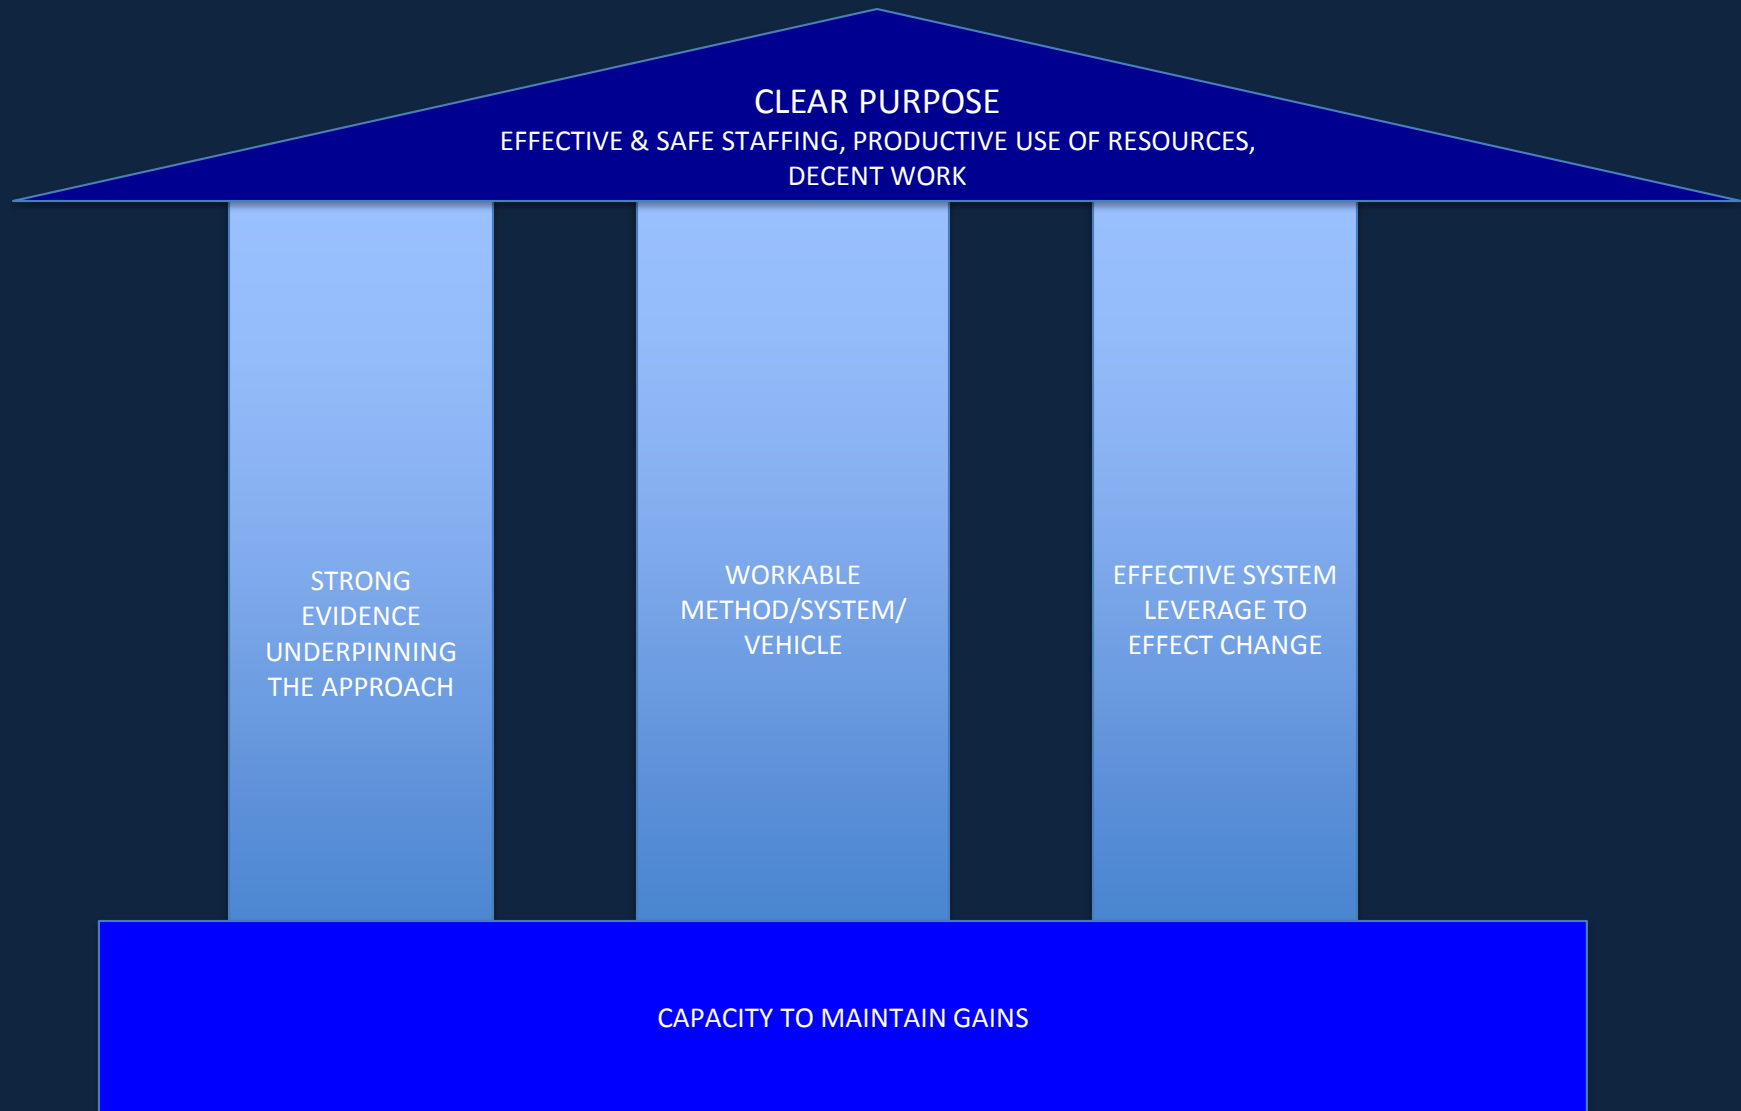 CLEAR PURPOSE
EFFECTIVE & SAFE STAFFING, PRODUCTIVE USE OF RESOURCES,
DECENT WORK
STRONG
EVIDENCE
UNDERPINNING
THE APPROACH
WORKABLE
METHOD/SYSTEM/
VEHICLE
EFFECTIVE SYSTEM
LEVERAGE TO
EFFECT CHANGE
CAPACITY TO MAINTAIN GAINS